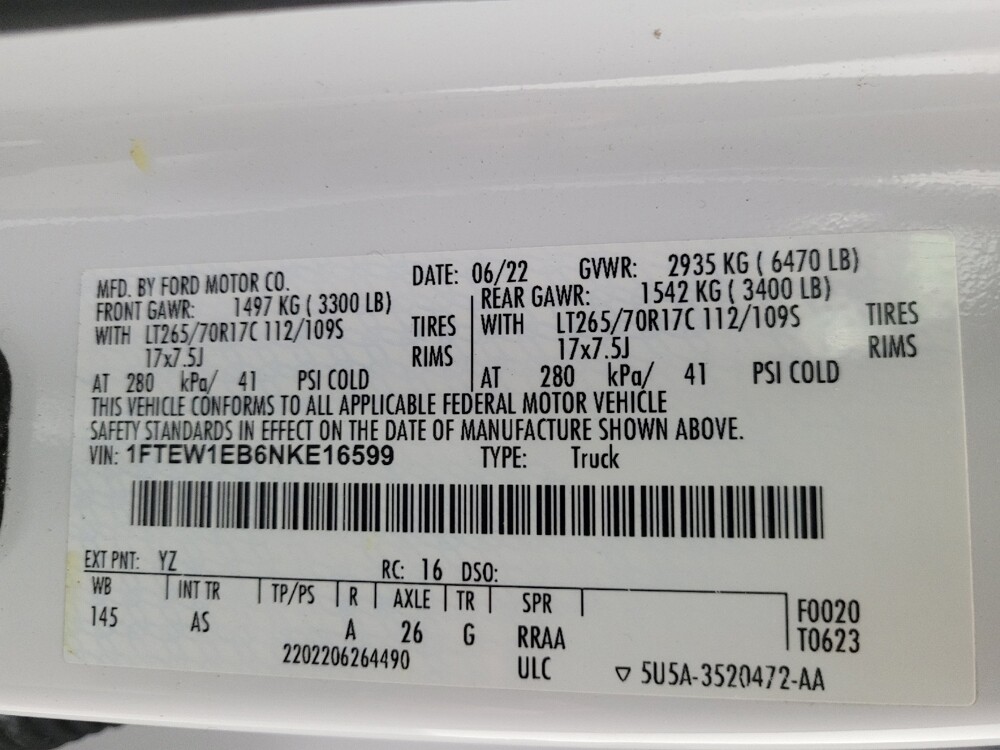 MFD. BY FORD MOTOR CO. DATE: 06/22 GVWR: 2935 KG ( 6470 LB)
FRONT GAWR: 1497 KG ( 3300 LB) REAR GAWR: 1542 KG ( 3400 LB)
WITH LT265/70R17C 112/109S TIRES WITH LT265/70R17C 112/109S TIRES
17x7.5J RIMS 17x7.5J RIMS
AT 280 kPa/ 41 PSI COLD AT 280 kPa/ 41 PSI COLD
THIS VEHICLE CONFORMS TO ALL APPLICABLE FEDERAL MOTOR VEHICLE
SAFETY STANDARDS IN EFFECT ON THE DATE OF MANUFACTURE SHOWN ABOVE.
VIN: 1FTEW1EB6NKE16599 TYPE: Truck
EXT PNT: YZ RC: 16 DSO:
WB INT TR TP/PS R AXLE TR SPR F0020
145 AS A 26 G RRAA T0623
2202206264490 ULC ▽ 5U5A-3520472-AA